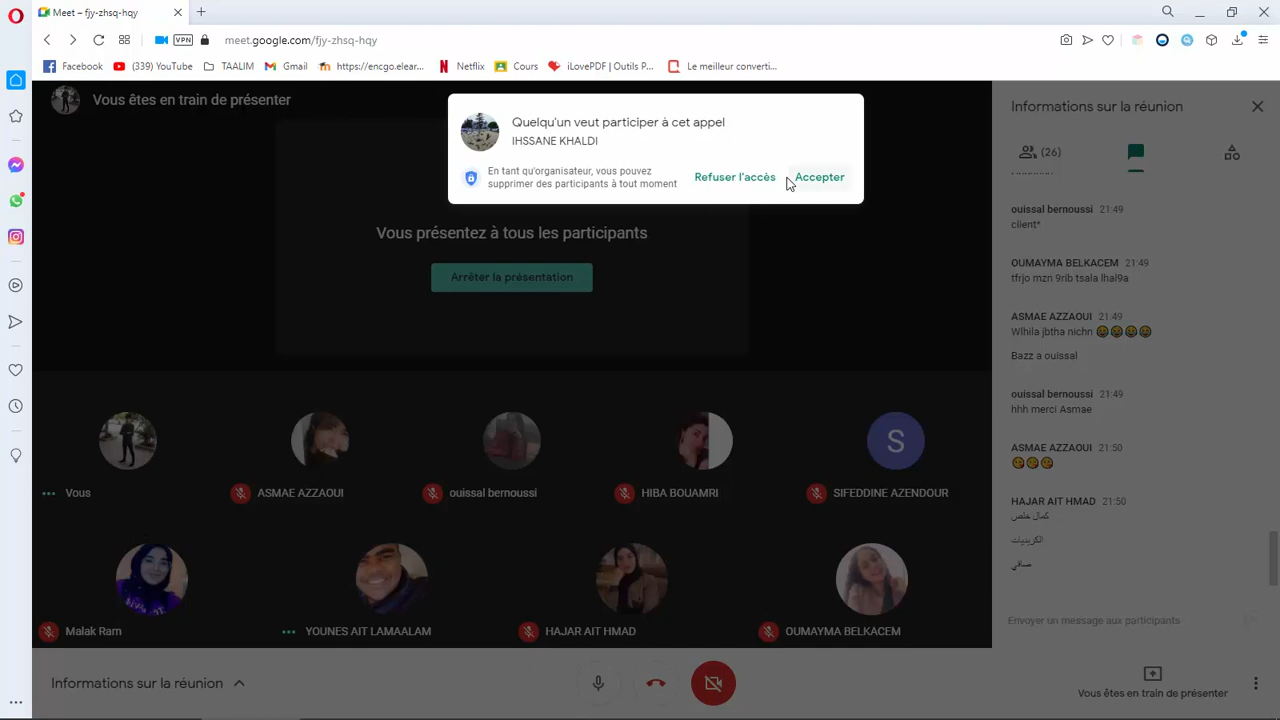 Meet – fjy-zhsq-hqy
VPN
meet.google.com/fjy-zhsq-hqy
Facebook
(339) YouTube
TAALIM
Gmail
https://encgo.elear...
Netflix
Cours
iLovePDF | Outils P...
Le meilleur converti...
Vous êtes en train de présenter
Quelqu'un veut participer à cet appel
IHSSANE KHALDI
En tant qu'organisateur, vous pouvez
supprimer des participants à tout moment
Refuser l'accès
Accepter
Vous présentez à tous les participants
Arrêter la présentation
Vous
ASMAE AZZAOUI
ouissal bernoussi
HIBA BOUAMRI
S
SIFEDDINE AZENDOUR
Malak Ram
YOUNES AIT LAMAALAM
HAJAR AIT HMAD
OUMAYMA BELKACEM
Informations sur la réunion
(26)
ouissal bernoussi 21:49
client*
OUMAYMA BELKACEM 21:49
tfrjo mzn 9rib tsala lhal9a
ASMAE AZZAOUI 21:49
Wlhila jbtha nichn 😂😂😂😂
Bazz a ouissal
ouissal bernoussi 21:49
hhh merci Asmae
ASMAE AZZAOUI 21:50
😋😋😋
HAJAR AIT HMAD 21:50
كمال خلص
الكريديات
صافي
Envoyer un message aux participants
Informations sur la réunion
Vous êtes en train de présenter